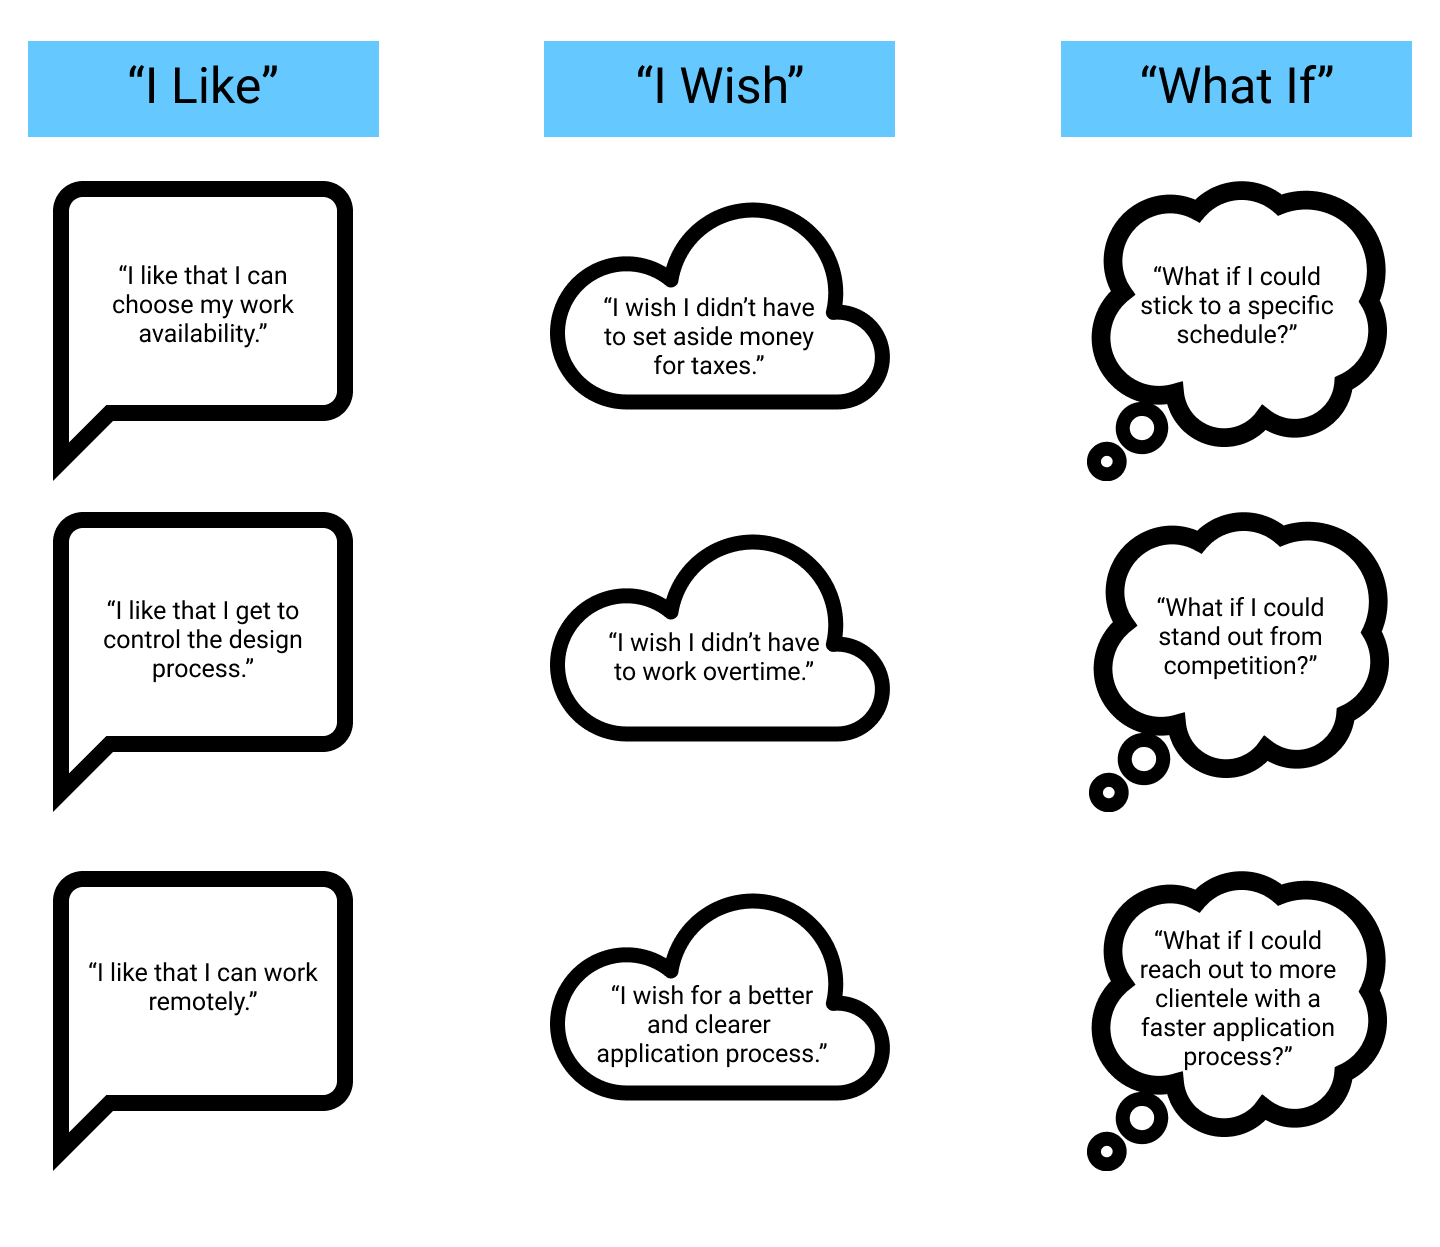 “I Like”
“I Wish”
“What If”
“I like that I can
choose my work
availability.”
“I wish I didn’t have
to set aside money
for taxes.”
“What if I could
stick to a specific
schedule?”
“I like that I get to
control the design
process.”
“I wish I didn’t have
to work overtime.”
“What if I could
stand out from
competition?”
“I like that I can work
remotely.”
“I wish for a better
and clearer
application process.”
“What if I could
reach out to more
clientele with a
faster application
process?”